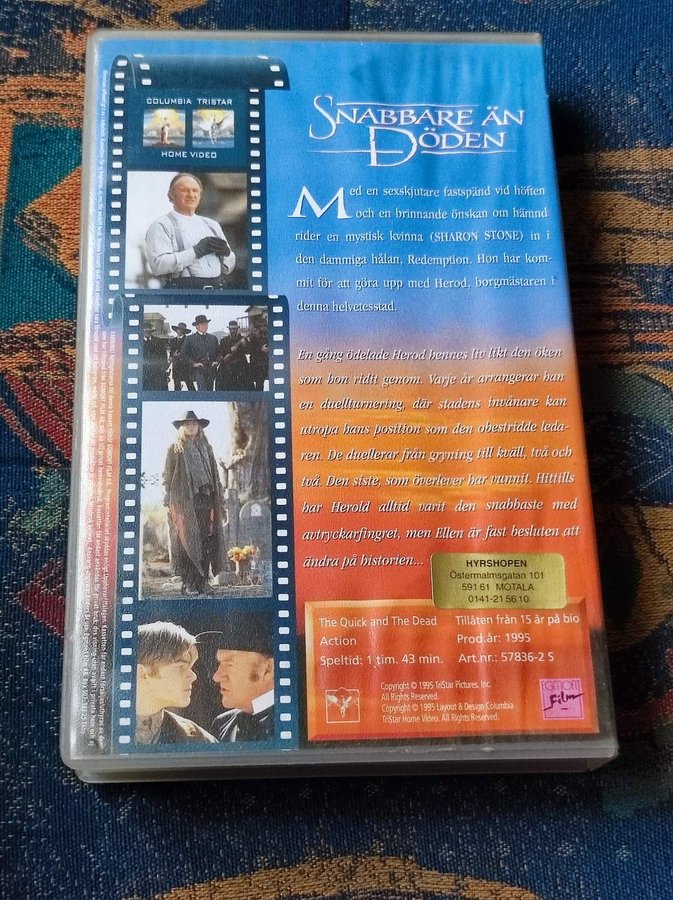 COLUMBIA TRISTAR
HOME VIDEO
SNABBARE ÄN
DÖDEN
Med en sexskjutare fastspänd vid höften
och en brinnande önskan om hämnd
rider en mystisk kvinna (SHARON STONE) in i
den dammiga hålan, Redemption. Hon har kom-
mit för att göra upp med Herod, borgmästaren i
denna helvetesstad.
En gång ödelade Herod hennes liv likt den öken
som hon ridit genom. Varje år arrangerar han
en duellturnering, där stadens invånare kan
utropa hans position som den obestridde leda-
ren. De duellerar från gryning till kväll, två och
två. Den siste, som överlever har vunnit. Hittills
har Herold alltid varit den snabbaste med
avtryckarfingret, men Ellen är fast besluten att
ändra på historien...
HYRSHOPEN
Östermalmsgatan 101
591 61 MOTALA
0141-21 56 10
The Quick and The Dead
Action
Speltid: 1 tim. 43 min.
Tillåten från 15 år på bio
Prod.år: 1995
Art.nr.: 57836-2 S
Copyright © 1995 TriStar Pictures, Inc.
All Rights Reserved.
Copyright © 1995 Layout & Design Columbia
TriStar Home Video. All Rights Reserved.
EGMONT
Film